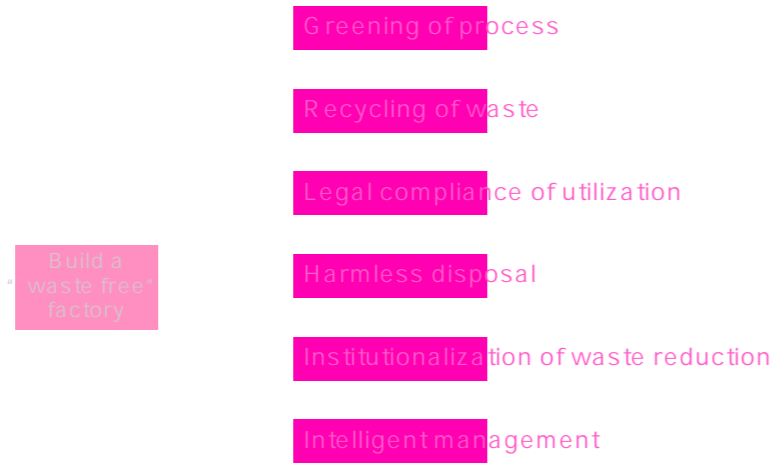 Greening of process
Recycling of waste
Legal compliance of utilization
Build a
"waste free"
factory
Harmless disposal
Institutionalization of waste reduction
Intelligent management